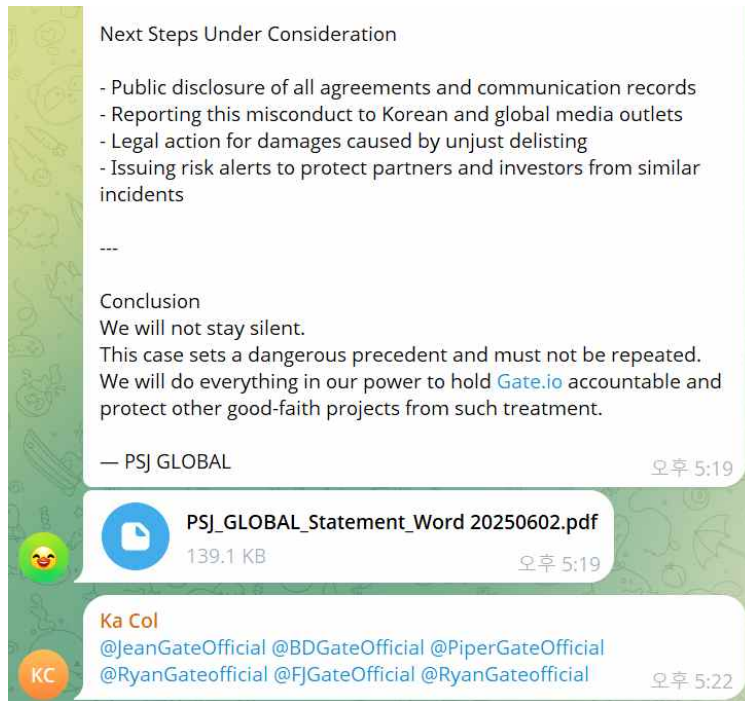 Next Steps Under Consideration
- Public disclosure of all agreements and communication records
- Reporting this misconduct to Korean and global media outlets
- Legal action for damages caused by unjust delisting
- Issuing risk alerts to protect partners and investors from similar
incidents
---
Conclusion
We will not stay silent.
This case sets a dangerous precedent and must not be repeated.
We will do everything in our power to hold Gate.io accountable and
protect other good-faith projects from such treatment.
— PSJ GLOBAL
오후 5:19
PSJ_GLOBAL_Statement_Word 20250602.pdf
139.1 KB
오후 5:19
Ka Col
@JeanGateOfficial @BDGateOfficial @PiperGateOfficial
@RyanGateofficial @FJGateOfficial @RyanGateofficial
KC
오후 5:22